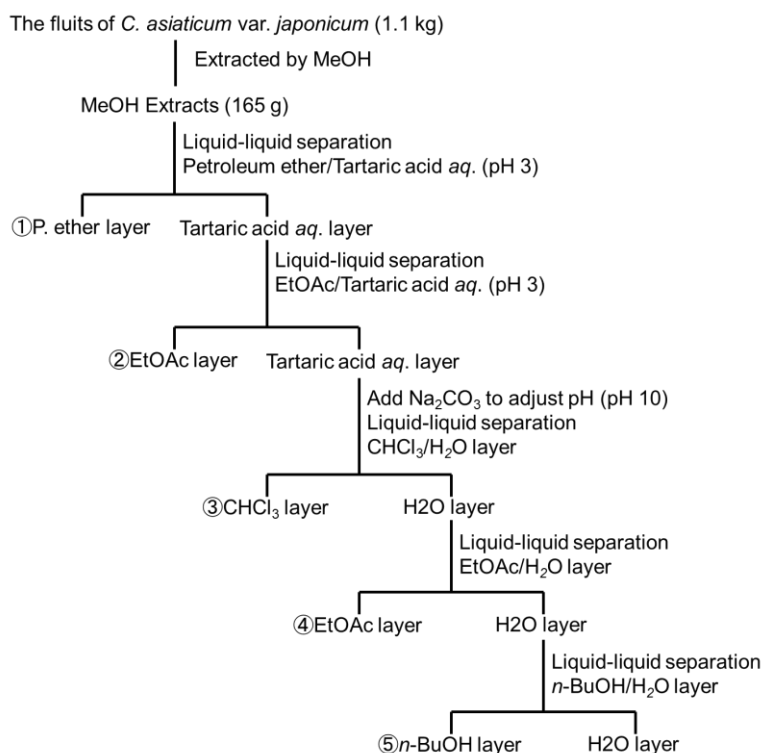 The fluits of C. asiaticum var. japonicum (1.1 kg)
Extracted by MeOH
MeOH Extracts (165 g)
Liquid-liquid separation
Petroleum ether/Tartaric acid aq. (pH 3)
①P. ether layer
Tartaric acid aq. layer
Liquid-liquid separation
EtOAc/Tartaric acid aq. (pH 3)
②EtOAc layer
Tartaric acid aq. layer
Add Na₂CO₃ to adjust pH (pH 10)
Liquid-liquid separation
CHCl₃/H₂O layer
③CHCl₃ layer
H2O layer
Liquid-liquid separation
EtOAc/H₂O layer
④EtOAc layer
H2O layer
Liquid-liquid separation
n-BuOH/H₂O layer
⑤n-BuOH layer
H2O layer